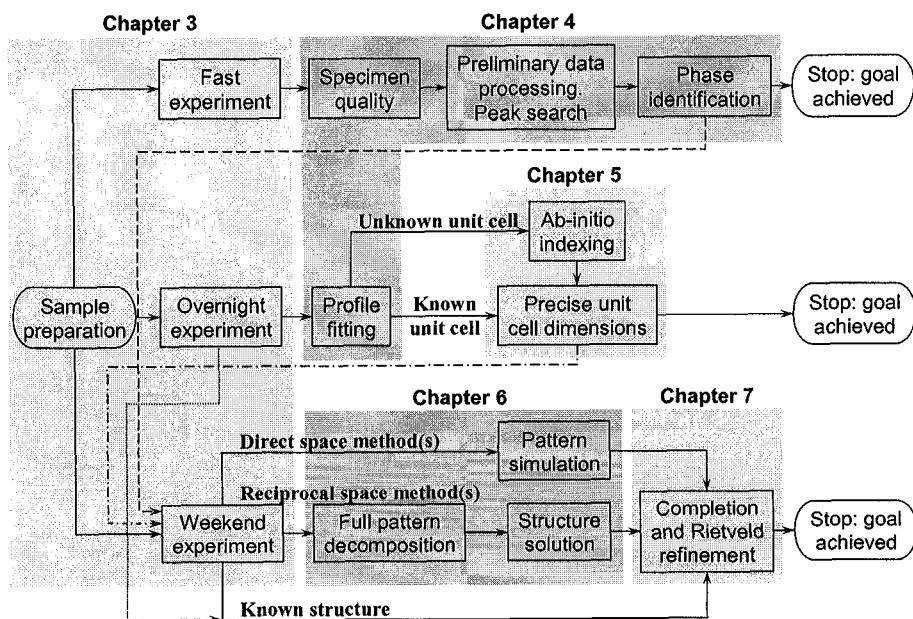 Chapter 3
Chapter 4
Fast
experiment
Specimen
quality
Preliminary data
processing.
Peak search
Phase
identification
Stop: goal
achieved
Chapter 5
Unknown unit cell
Ab-initio
indexing
Sample
preparation
Overnight
experiment
Profile
fitting
Known
unit cell
Precise unit
cell dimensions
Stop: goal
achieved
Chapter 6
Chapter 7
Direct space method(s)
Pattern
simulation
Reciprocal space method(s)
Weekend
experiment
Full pattern
decomposition
Structure
solution
Completion
and Rietveld
refinement
Stop: goal
achieved
Known structure